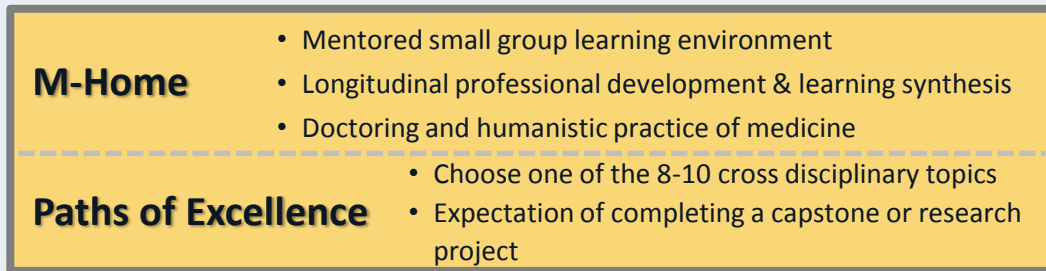 M-Home
• Mentored small group learning environment
• Longitudinal professional development & learning synthesis
• Doctoring and humanistic practice of medicine
Paths of Excellence
• Choose one of the 8-10 cross disciplinary topics
• Expectation of completing a capstone or research
project